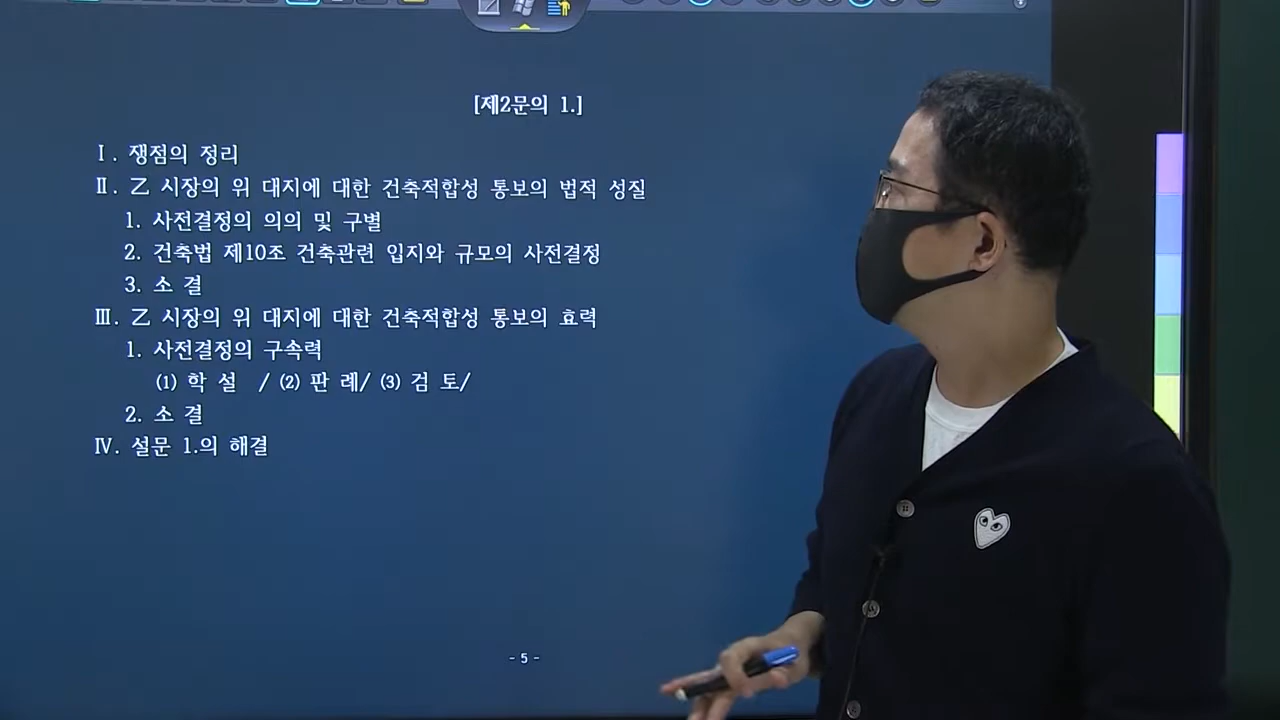 [제2문의 1.]
Ⅰ. 쟁점의 정리
Ⅱ. 乙 시장의 위 대지에 대한 건축적합성 통보의 법적 성질
1. 사전결정의 의의 및 구별
2. 건축법 제10조 건축관련 입지와 규모의 사전결정
3. 소 결
Ⅲ. 乙 시장의 위 대지에 대한 건축적합성 통보의 효력
1. 사전결정의 구속력
(1) 학 설 / (2) 판 례/ (3) 검 토/
2. 소 결
Ⅳ. 설문 1.의 해결
- 5 -